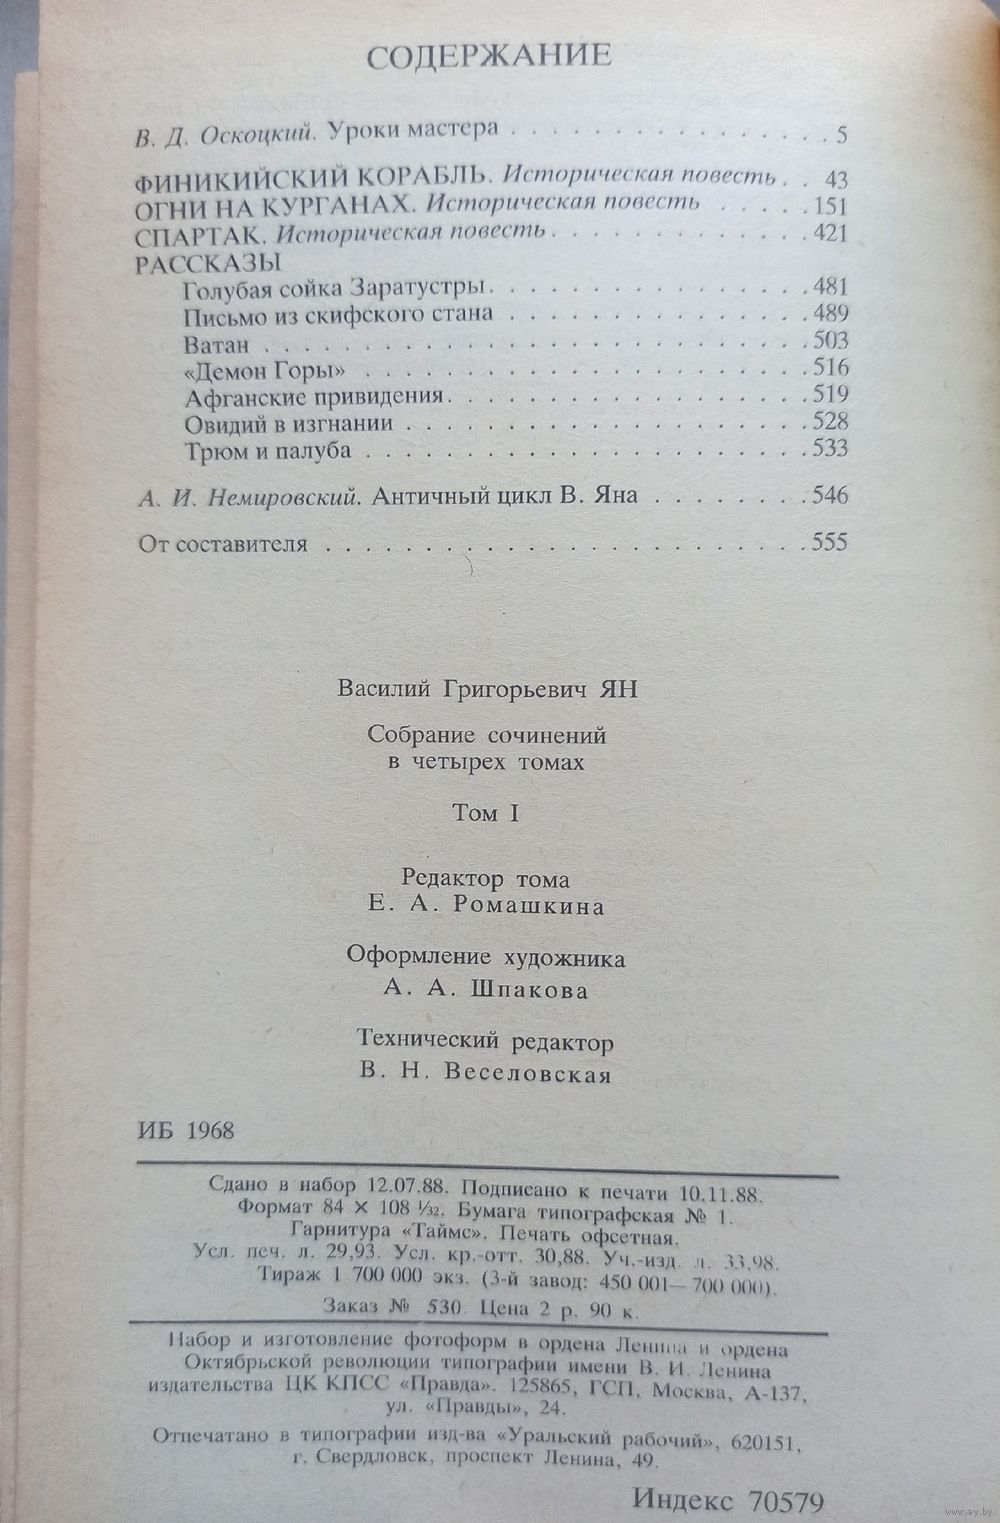 СОДЕРЖАНИЕ
В. Д. Оскоцкий. Уроки мастера . . . . . . . . . . . . . . . . 5
ФИНИКИЙСКИЙ КОРАБЛЬ. Историческая повесть . . 43
ОГНИ НА КУРГАНАХ. Историческая повесть . . . . . 151
СПАРТАК. Историческая повесть . . . . . . . . . . . . . 421
РАССКАЗЫ
Голубая сойка Заратустры . . . . . . . . . . . . . . . . 481
Письмо из скифского стана . . . . . . . . . . . . . . . 489
Ватан . . . . . . . . . . . . . . . . . . . . . . . . . . . 503
«Демон Горы» . . . . . . . . . . . . . . . . . . . . . . 516
Афганские привидения . . . . . . . . . . . . . . . . . . 519
Овидий в изгнании . . . . . . . . . . . . . . . . . . . . 528
Трюм и палуба . . . . . . . . . . . . . . . . . . . . . . 533
А. И. Немировский. Античный цикл В. Яна . . . . . . . . 546
От составителя . . . . . . . . . . . . . . . . . . . . . . . . 555
Василий Григорьевич ЯН
Собрание сочинений
в четырех томах
Том I
Редактор тома
Е. А. Ромашкина
Оформление художника
А. А. Шпакова
Технический редактор
В. Н. Веселовская
ИБ 1968
Сдано в набор 12.07.88. Подписано к печати 10.11.88.
Формат 84 × 108 1/32. Бумага типографская № 1.
Гарнитура «Таймс». Печать офсетная.
Усл. печ. л. 29,93. Усл. кр.-отт. 30,88. Уч.-изд. л. 33,98.
Тираж 1 700 000 экз. (3-й завод: 450 001— 700 000).
Заказ № 530. Цена 2 р. 90 к.
Набор и изготовление фотоформ в ордена Ленина и ордена
Октябрьской революции типографии имени В. И. Ленина
издательства ЦК КПСС «Правда». 125865, ГСП, Москва, А-137,
ул. «Правды», 24.
Отпечатано в типографии изд-ва «Уральский рабочий», 620151,
г. Свердловск, проспект Ленина, 49.
Индекс 70579
www.ay.by